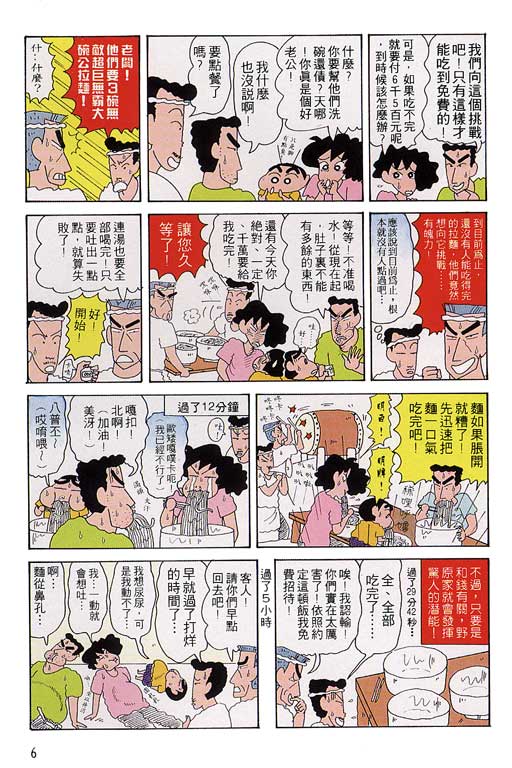 我們向這個挑戰
吧！只有這樣才
能吃到免費的！
可是，如果吃不完
就要付6千5百元呢
，到時候該怎麼辦？
什麼？
你要幫他們洗
碗還債？天哪
！你真是個好
老公！
我什麼
也沒說啊！
要點餐了
嗎？
老闆！
他們要3碗無
敵超巨無霸大
碗公拉麵！
什‥什麼？
到目前為止，
還沒有人能吃得完
的拉麵，他們竟然
想向它挑戰……
有魄力！
應該說到目前為止，根
本就沒有人點過吧…
等等！不准喝
水！從現在起
，肚子裏不能
有多餘的東西！
還有今天你
絕對、一定
、千萬要給
我吃完！
讓您久
等了！
連湯也要全
部喝完！只
要吐出一點
點，就算失
敗了！
好！
開始！
麵如果脹開
就糟了！
先迅速把
麵一口氣
吃完吧！
過了12分鐘
歐矮嘎噗卡呃
（我已經不行了）
嘎扣
北啊！
（加油！
美冴！）
八普丕！
（哎唷喂？）
不過，只要是
和錢有關，野
原家就會發揮
驚人的潛能！
過了29分42秒…
全、全部
吃完了…
唉！我認輸！
你們實在太厲
害了！依照約
定這頓飯我免
費招待！
過了5小時
客人！
請你們早點
回去吧！
早就過了打烊
的時間了…
我想尿尿，可
是我動不了…
我…一動就
會想吐…
啊…
麵從鼻孔…
6